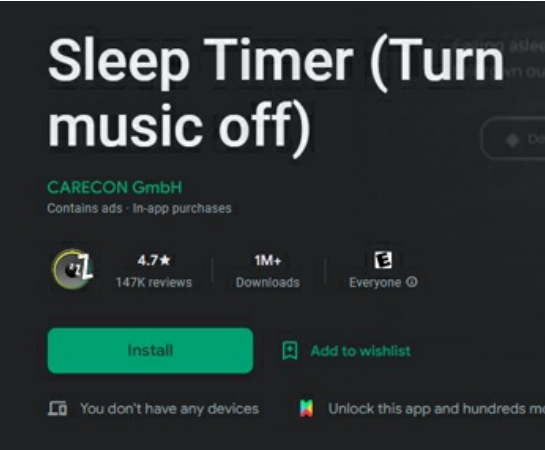 Sleep Timer (Turn
music off)
CARECON GmbH
Contains ads · In-app purchases
4.7★
147K reviews
1M+
Downloads
E
Everyone ⓘ
Install
Add to wishlist
You don't have any devices
Unlock this app and hundreds